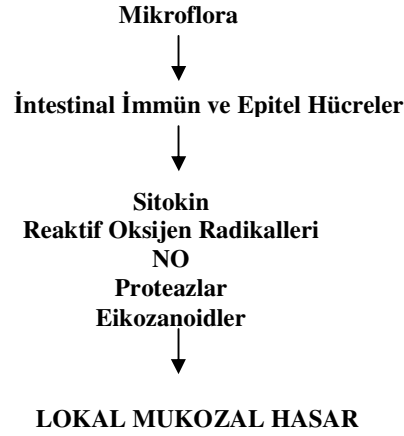 Mikroflora
İntestinal İmmün ve Epitel Hücreler
Sitokin
Reaktif Oksijen Radikalleri
NO
Proteazlar
Eikozanoidler
LOKAL MUKOZAL HASAR